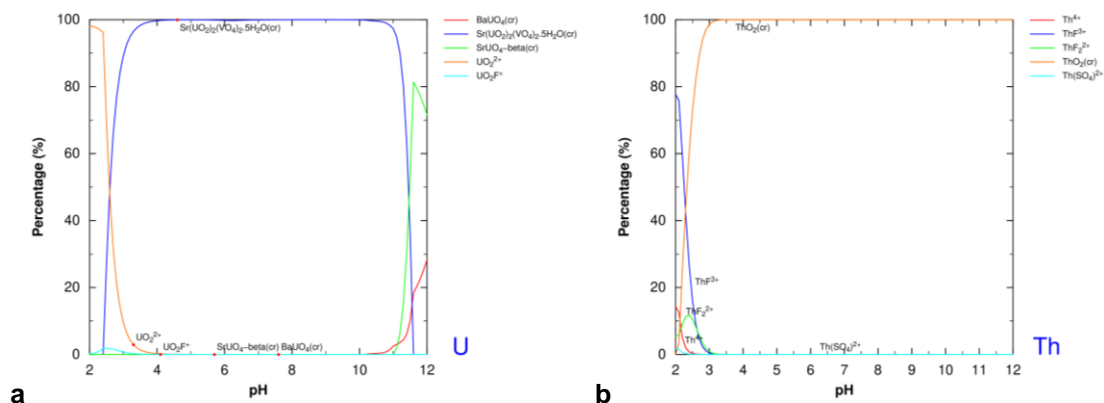 100
80
60
40
20
0
Percentage (%)
2
4
6
8
10
12
pH
Sr(UO₂)₂(VO₄)₂.5H₂O(cr)
UO₂²⁺
UO₂F⁺
SrUO₄−beta(cr)
BaUO₄(cr)
BaUO₄(cr)
Sr(UO₂)₂(VO₄)₂.5H₂O(cr)
SrUO₄−beta(cr)
UO₂²⁺
UO₂F⁺
U
a
100
80
60
40
20
0
Percentage (%)
2
3
4
5
6
7
8
9
10
11
12
pH
ThO₂(cr)
ThF³⁺
ThF₂²⁺
Th⁴⁺
Th(SO₄)²⁺
Th⁴⁺
ThF³⁺
ThF₂²⁺
ThO₂(cr)
Th(SO₄)²⁺
Th
b